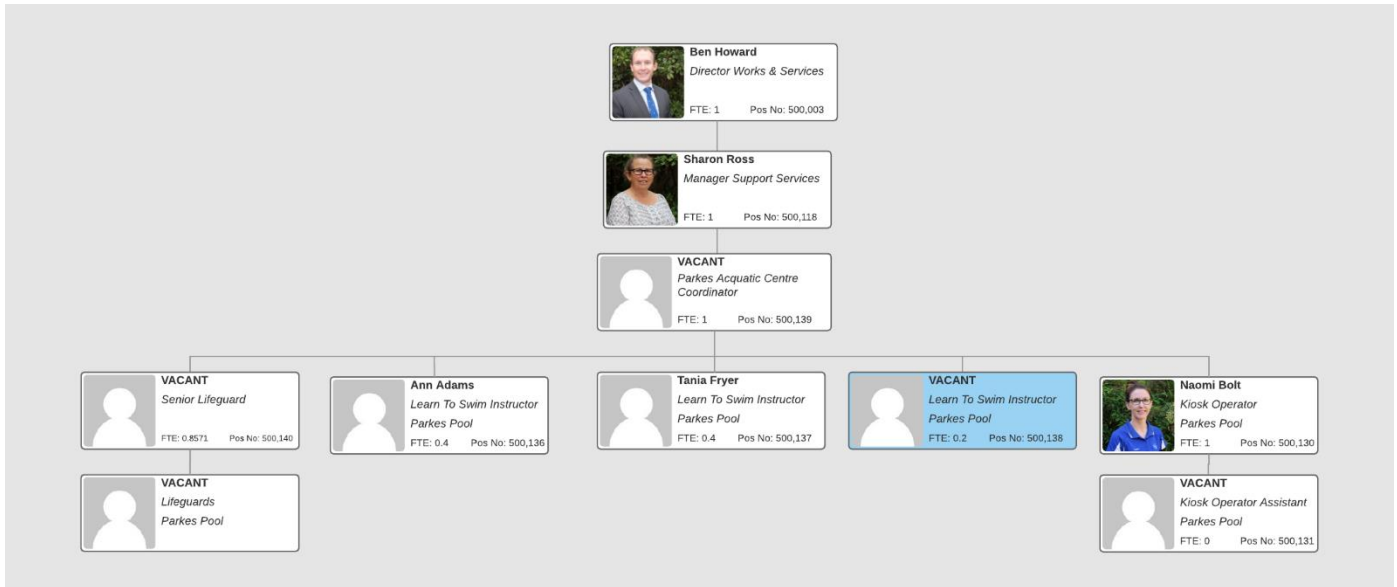 Ben Howard
Director Works & Services
FTE: 1 Pos No: 500,003
Sharon Ross
Manager Support Services
FTE: 1 Pos No: 500,118
VACANT
Parkes Acquatic Centre
Coordinator
FTE: 1 Pos No: 500,139
VACANT
Senior Lifeguard
FTE: 0.8571 Pos No: 500,140
Ann Adams
Learn To Swim Instructor
Parkes Pool
FTE: 0.4 Pos No: 500,136
Tania Fryer
Learn To Swim Instructor
Parkes Pool
FTE: 0.4 Pos No: 500,137
VACANT
Learn To Swim Instructor
Parkes Pool
FTE: 0.2 Pos No: 500,138
Naomi Bolt
Kiosk Operator
Parkes Pool
FTE: 1 Pos No: 500,130
VACANT
Lifeguards
Parkes Pool
VACANT
Kiosk Operator Assistant
Parkes Pool
FTE: 0 Pos No: 500,131